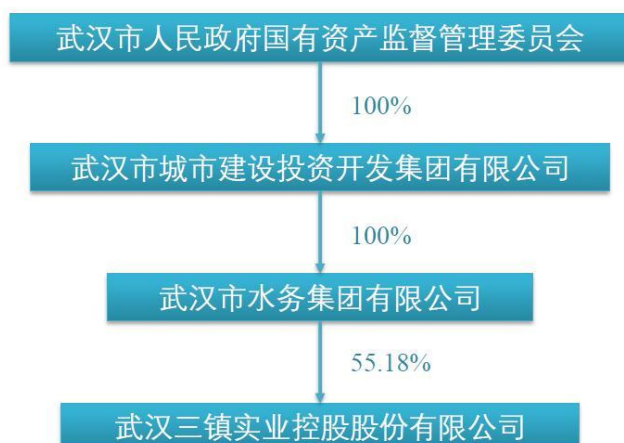 武汉市人民政府国有资产监督管理委员会
100%
武汉市城市建设投资开发集团有限公司
100%
武汉市水务集团有限公司
55.18%
武汉三镇实业控股股份有限公司